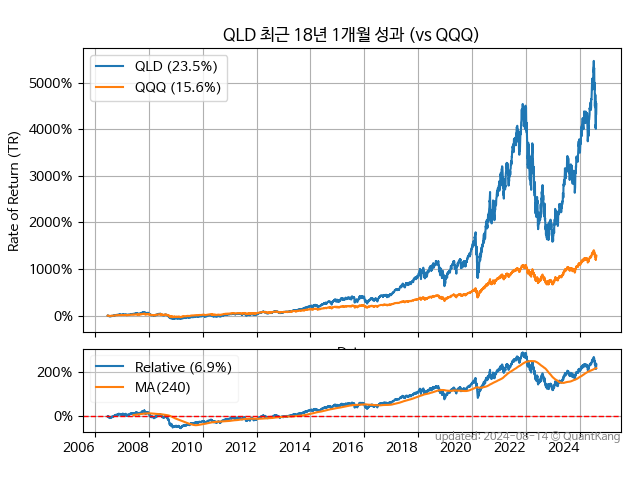 QLD 최근 18년 1개월 성과 (vs QQQ)
QLD (23.5%)
QQQ (15.6%)
5000%
4000%
3000%
2000%
1000%
0%
Rate of Return (TR)
Relative (6.9%)
MA(240)
200%
0%
2006 2008 2010 2012 2014 2016 2018 2020 2022 2024
updated: 2024-08-14 © QuantKang